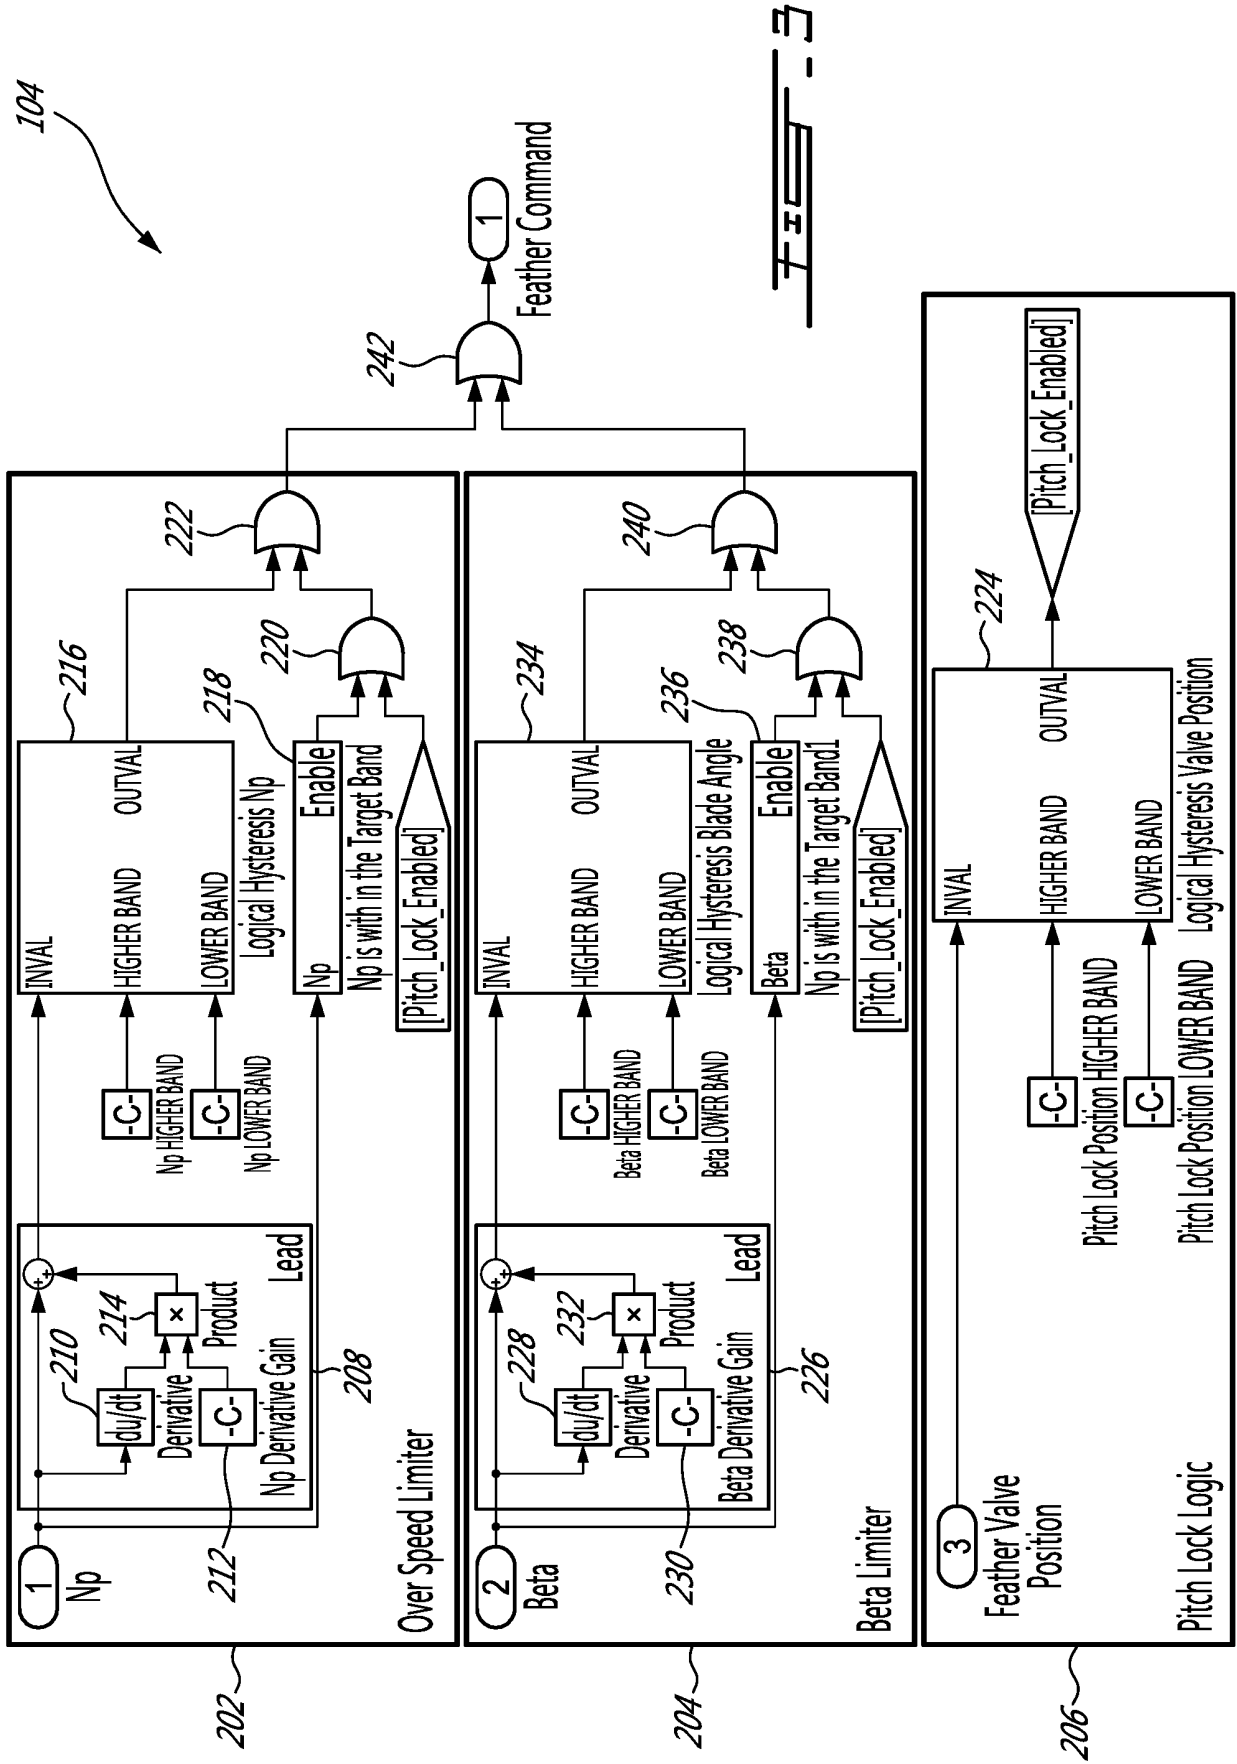 104
FIG-3
202
1
Np
210
du/dt
Derivative
212
-C-
Np Derivative Gain
214
×
Product
+
+
Lead
208
-C-
Np HIGHER BAND
-C-
Np LOWER BAND
216
INVAL
HIGHER BAND
LOWER BAND
OUTVAL
Logical Hysteresis Np
218
Np
Enable
Np is with in the Target Band
[Pitch_Lock_Enabled]
220
222
Over Speed Limiter
242
1
Feather Command
204
2
Beta
228
du/dt
Derivative
230
-C-
Beta Derivative Gain
232
×
Product
+
+
Lead
226
-C-
Beta HIGHER BAND
-C-
Beta LOWER BAND
234
INVAL
HIGHER BAND
LOWER BAND
OUTVAL
Logical Hysteresis Blade Angle
236
Beta
Enable
Np is with in the Target Band1
[Pitch_Lock_Enabled]
238
240
Beta Limiter
206
3
Feather Valve
Position
-C-
Pitch Lock Position HIGHER BAND
-C-
Pitch Lock Position LOWER BAND
224
INVAL
HIGHER BAND
LOWER BAND
OUTVAL
Logical Hysteresis Valve Position
[Pitch_Lock_Enabled]
Pitch Lock Logic